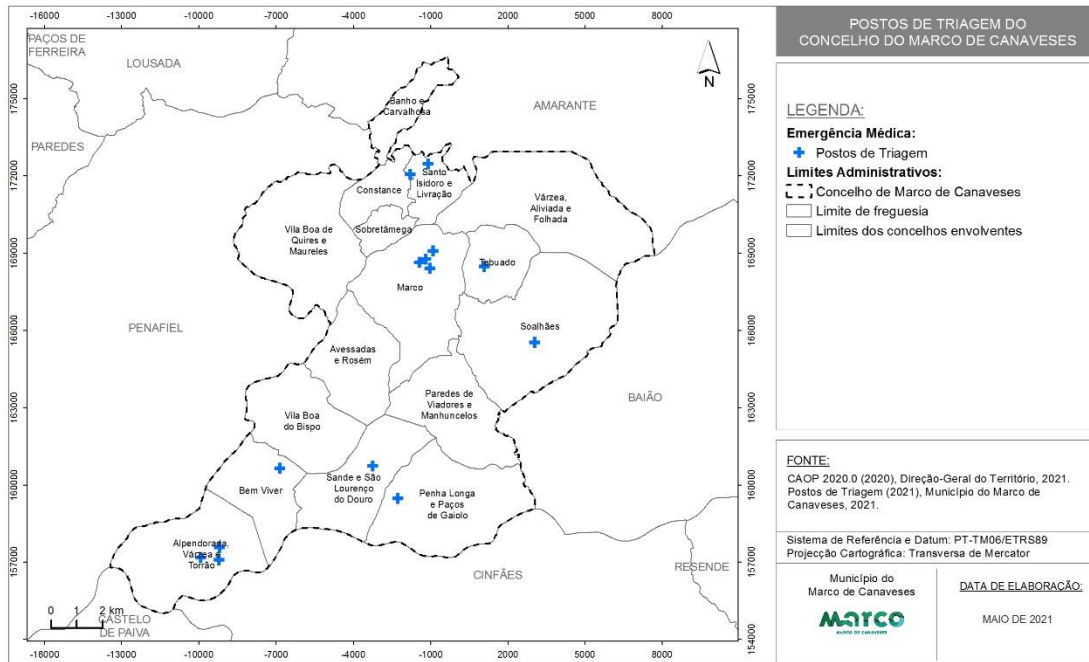 -16000 -13000 -10000 -7000 -4000 -1000 2000 5000 8000
POSTOS DE TRIAGEM DO
CONCELHO DO MARCO DE CANAVESES
PAÇOS DE
FERREIRA
LOUSADA
N
AMARANTE
PAREDES
Banho e
Carvalhosa
Santo
Isidoro e
Livração
Constance
Várzea,
Aliviada e
Folhada
Sobretâmega
Vila Boa de
Quires e
Maureles
Tabuado
Marco
PENAFIEL
Soalhães
Avessadas
e Rosém
BAIÃO
Paredes de
Viadores e
Manhuncelos
Vila Boa
do Bispo
Bem Viver
Sande e São
Lourenço
do Douro
Penha Longa
e Paços
de Gaiolo
Alpendorada,
Várzea e
Torrão
CINFÃES
RESENDE
CASTELO
DE PAIVA
0 1 2 km
175000
172000
169000
166000
163000
160000
157000
175000
172000
169000
166000
163000
160000
157000
154000
-16000 -13000 -10000 -7000 -4000 -1000 2000 5000 8000
LEGENDA:
Emergência Médica:
Postos de Triagem
Limites Administrativos:
Concelho de Marco de Canaveses
Limite de freguesia
Limites dos concelhos envolventes
FONTE:
CAOP 2020.0 (2020), Direção-Geral do Território, 2021.
Postos de Triagem (2021), Município do Marco de
Canaveses, 2021.
Sistema de Referência e Datum: PT-TM06/ETRS89
Projecção Cartográfica: Transversa de Mercator
Município do
Marco de Canaveses
MARCO
MARCO DE CANAVESES
DATA DE ELABORAÇÃO:
MAIO DE 2021